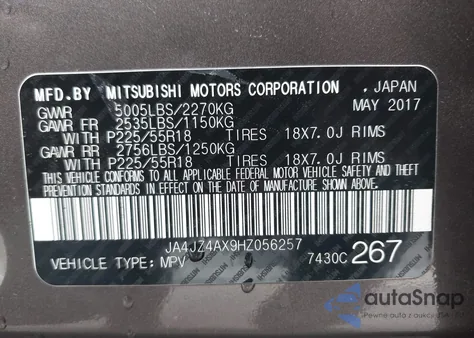 MFD.BY MITSUBISHI MOTORS CORPORATION .JAPAN
GVWR 5005LBS/2270KG MAY 2017
GAWR FR 2535LBS/1150KG
WITH P225/55R18 TIRES 18X7.0J RIMS
GAWR RR 2756LBS/1250KG
WITH P225/55R18 TIRES 18X7.0J RIMS
THIS VEHICLE CONFORMS TO ALL APPLICABLE FEDERAL
MOTOR VEHICLE SAFETY AND THEFT
PREVENTION STANDARDS IN EFFECT ON THE DATE OF
MANUFACTURE SHOWN ABOVE.
JA4JZ4AX9HZ056257
VEHICLE TYPE: MPV 7430C 267
autoSnap
Pewne auta z aukcji